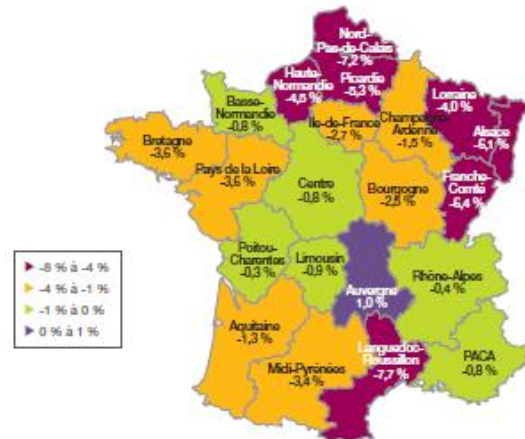 Nord-
Pas-de-Calais
-7,2 %
Haute-
Normandie
-4,5 %
Picardie
-5,3 %
Lorraine
-4,0 %
Alsace
-6,1 %
Basse-
Normandie
-0,8 %
Ile-de-France
-2,7 %
Champagne-
Ardenne
-1,5 %
Bretagne
-3,6 %
Pays de la Loire
-3,6 %
Centre
-0,8 %
Bourgogne
-2,5 %
Franche-
Comté
-6,4 %
Poitou-
Charentes
-0,3 %
Limousin
-0,9 %
Auvergne
1,0 %
Rhône-Alpes
-0,4 %
Aquitaine
-1,3 %
Midi-Pyrénées
-3,4 %
Languedoc-
Roussillon
-7,7 %
PACA
-0,8 %
-8 % à -4 %
-4 % à -1 %
-1 % à 0 %
0 % à 1 %